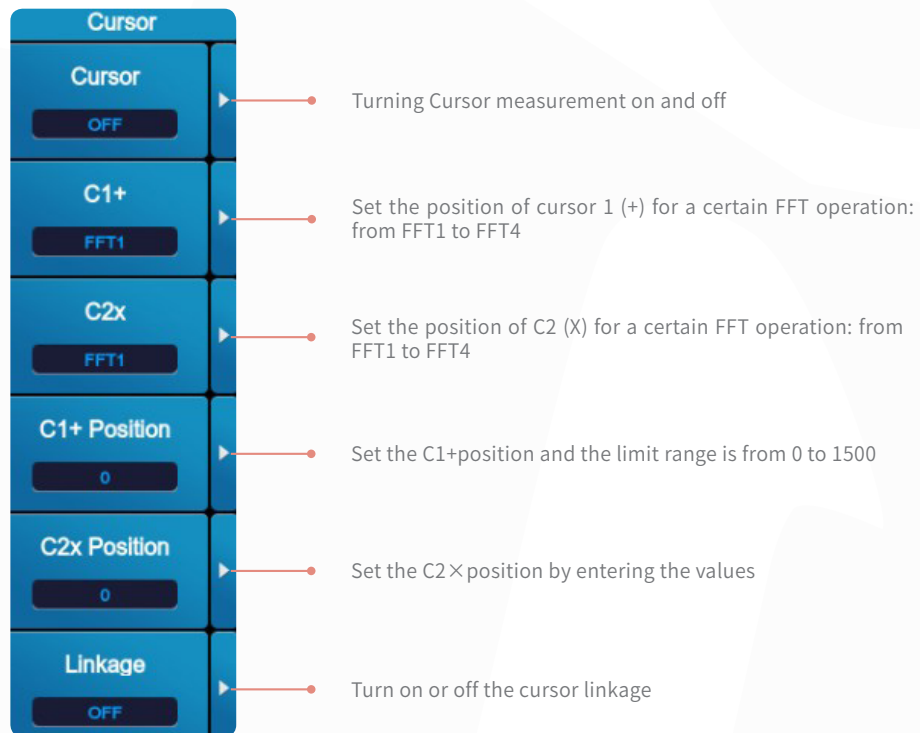 Cursor
Cursor
OFF
Turning Cursor measurement on and off
C1+
FFT1
Set the position of cursor 1 (+) for a certain FFT operation:
from FFT1 to FFT4
C2x
FFT1
Set the position of C2 (X) for a certain FFT operation: from
FFT1 to FFT4
C1+ Position
0
Set the C1+position and the limit range is from 0 to 1500
C2x Position
0
Set the C2×position by entering the values
Linkage
OFF
Turn on or off the cursor linkage